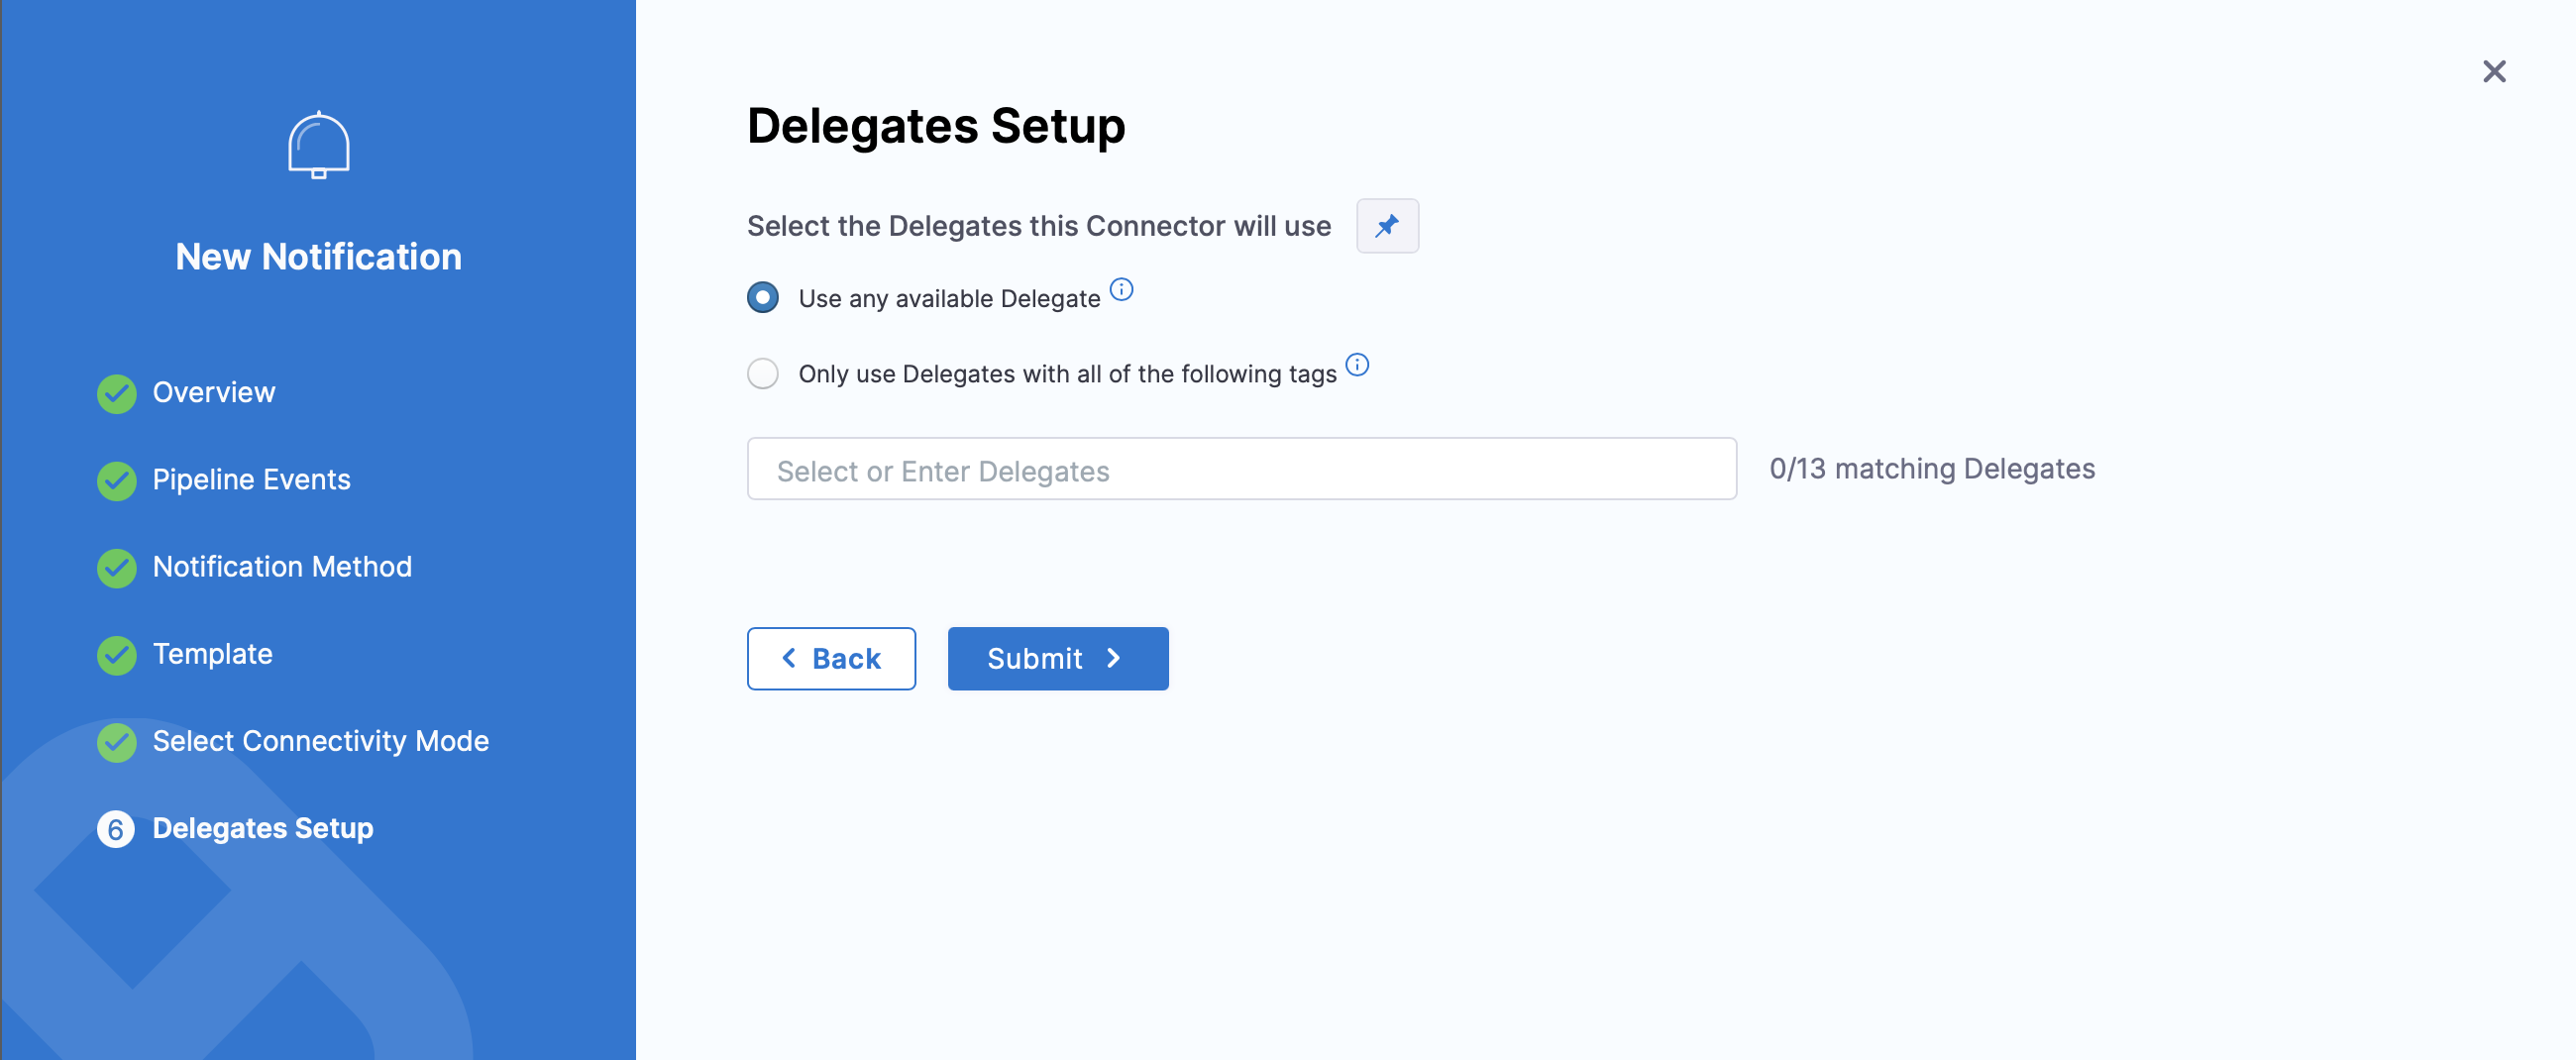 New Notification
Overview
Pipeline Events
Notification Method
Template
Select Connectivity Mode
6 Delegates Setup
Delegates Setup
Select the Delegates this Connector will use
Use any available Delegate
Only use Delegates with all of the following tags
Select or Enter Delegates
0/13 matching Delegates
Back
Submit